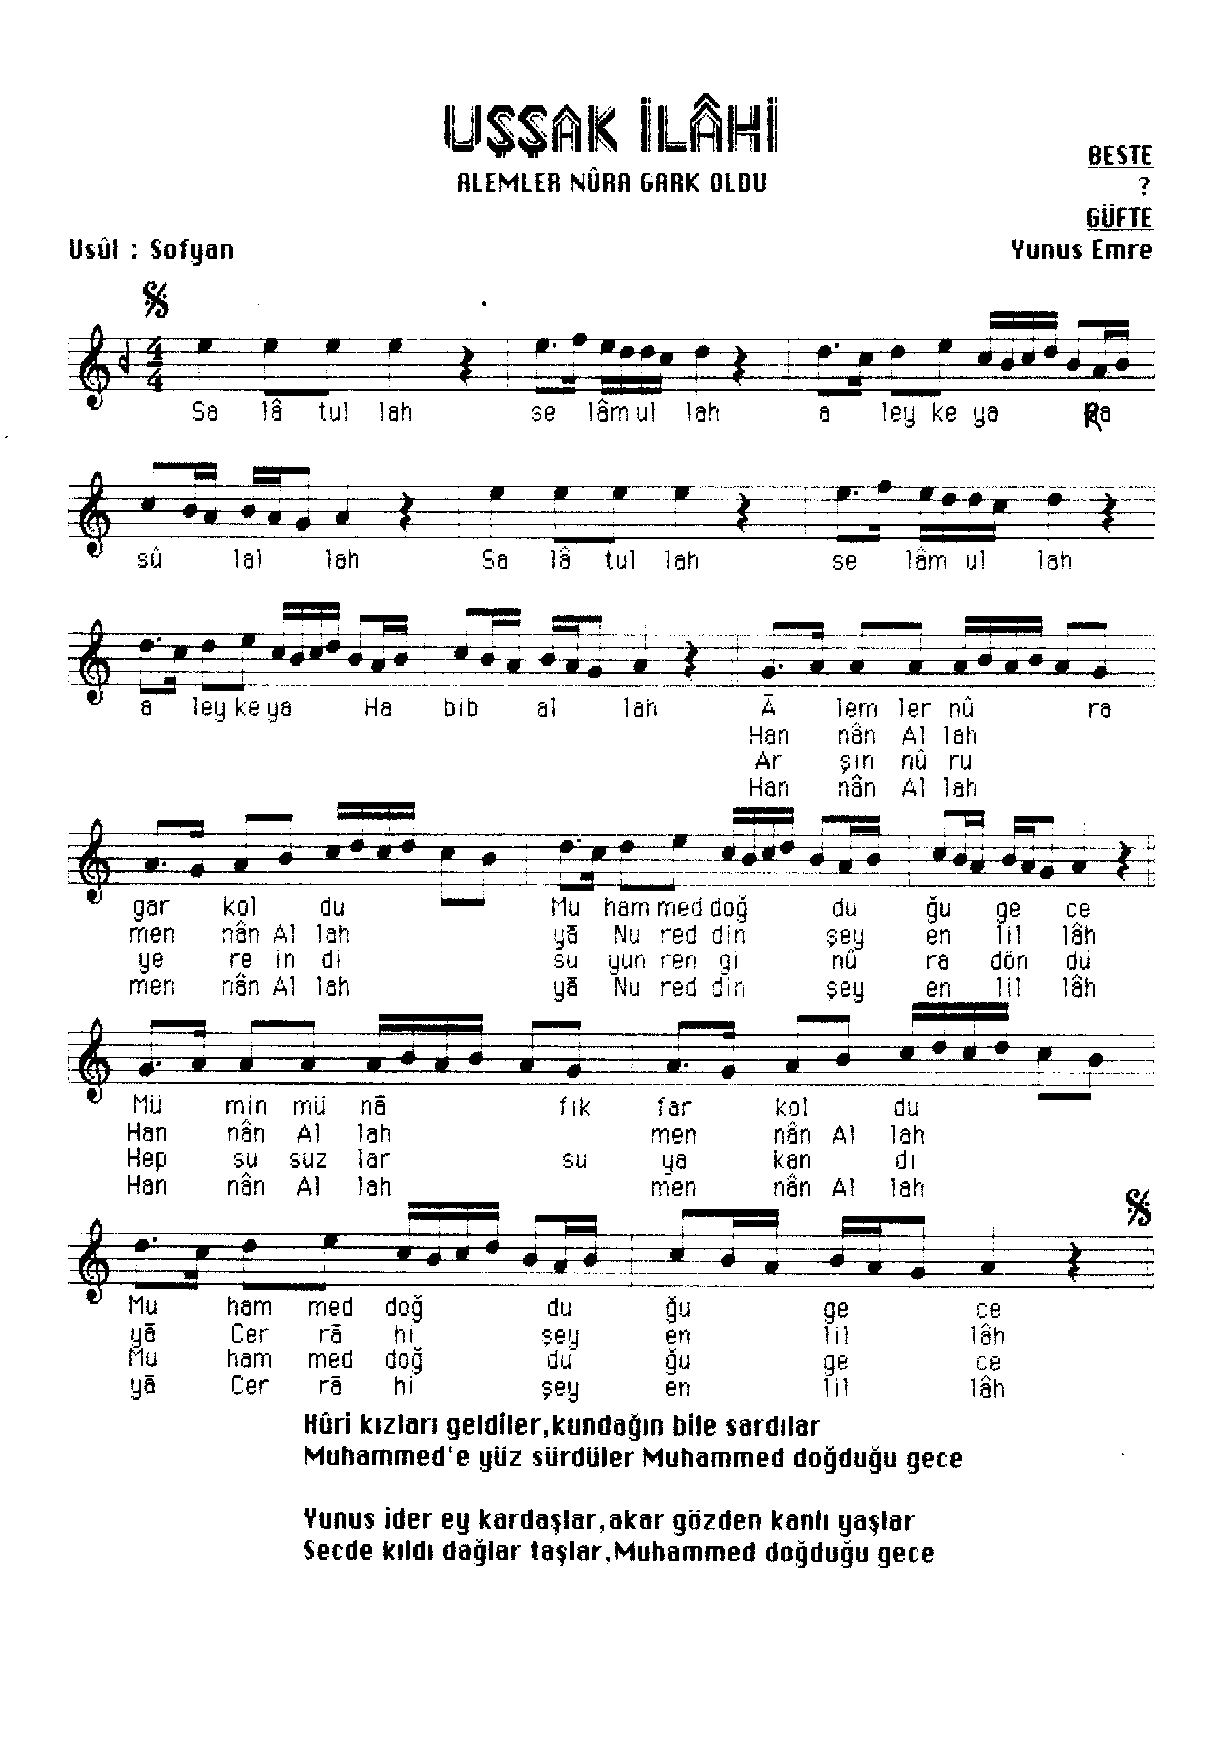 UŞŞAK İLÂHİ
ALEMLER NÛRA GARK OLDU
BESTE
?
GÜFTE
Usûl : Sofyan
Yunus Emre
4
4
Sa lâ tul lah se lâm ul lah a ley ke ya Ra
sû lal lah Sa lâ tul lah se lâm ul lah
a ley ke ya Ha bib al lah Ā lem ler nû ra
Han nân Al lah
Ar şın nû ru
Han nân Al lah
gar kol du Mu ham med doğ du ğu ge ce
men nân Al lah yā Nu red din şey en lil lâh
ye re in di su yun ren gi nû ra dön dü
men nân Al lah yā Nu red din şey en lil lâh
Mü min mü nā fık far kol du
Han nân Al lah men nân Al lah
Hep su suz lar su ya kan dı
Han nân Al lah men nân Al lah
Mu ham med doğ du ğu ge ce
yā Cer rā hi şey en lil lâh
Mu ham med doğ du ğu ge ce
yā Cer rā hi şey en lil lâh
Hûri kızları geldiler,kundağın bile sardılar
Muhammed'e yüz sürdüler Muhammed doğduğu gece
Yunus ider ey kardaşlar,akar gözden kanlı yaşlar
Secde kıldı dağlar taşlar,Muhammed doğduğu gece